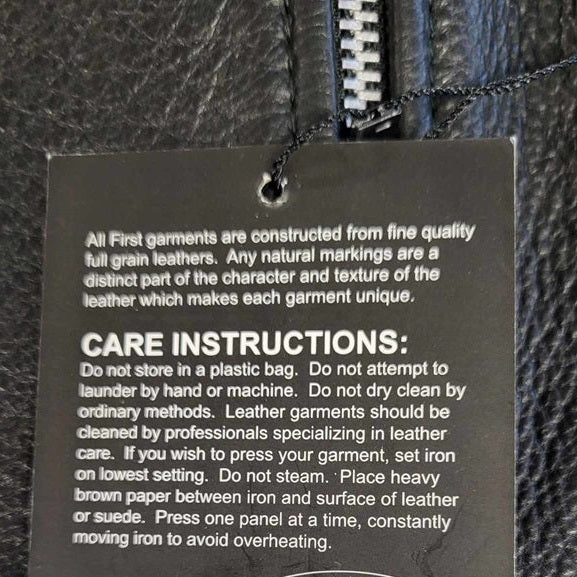 All First garments are constructed from fine quality
full grain leathers. Any natural markings are a
distinct part of the character and texture of the
leather which makes each garment unique.
CARE INSTRUCTIONS:
Do not store in a plastic bag. Do not attempt to
launder by hand or machine. Do not dry clean by
ordinary methods. Leather garments should be
cleaned by professionals specializing in leather
care. If you wish to press your garment, set iron
on lowest setting. Do not steam. Place heavy
brown paper between iron and surface of leather
or suede. Press one panel at a time, constantly
moving iron to avoid overheating.